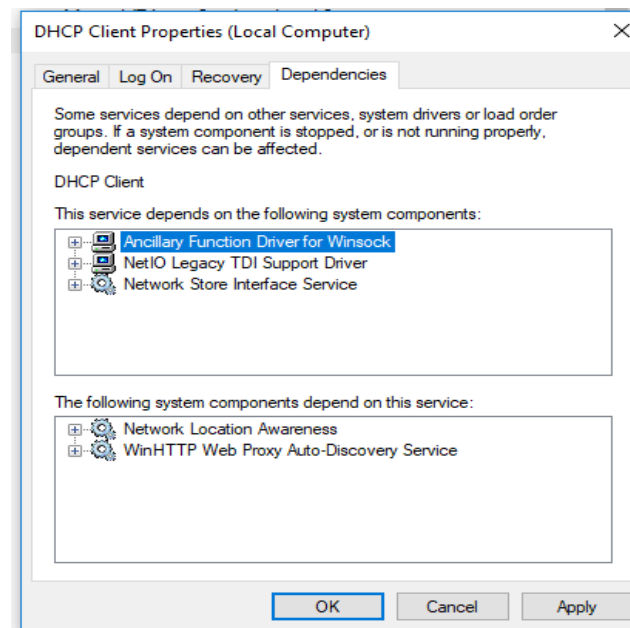 DHCP Client Properties (Local Computer)
General Log On Recovery Dependencies
Some services depend on other services, system drivers or load order
groups. If a system component is stopped, or is not running properly,
dependent services can be affected.
DHCP Client
This service depends on the following system components:
Ancillary Function Driver for Winsock
NetIO Legacy TDI Support Driver
Network Store Interface Service
The following system components depend on this service:
Network Location Awareness
WinHTTP Web Proxy Auto-Discovery Service
OK Cancel Apply